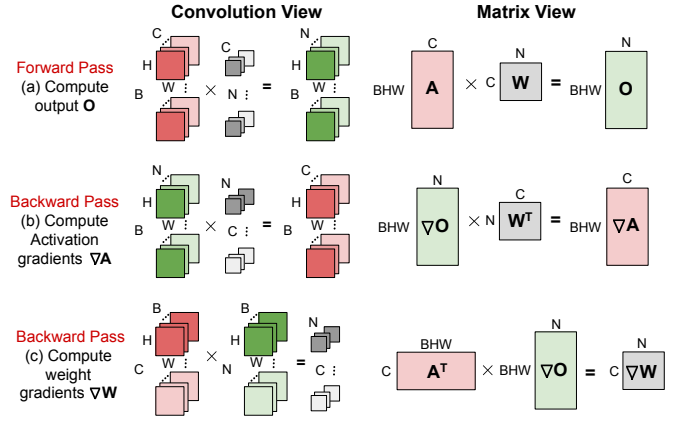 Convolution View
Matrix View
Forward Pass
(a) Compute
output O
C
H
W
B
×
C
N
=
N
H
W
B
BHW
C
A
×
C
N
W
=
BHW
N
O
Backward Pass
(b) Compute
Activation
gradients ∇A
N
H
W
B
×
N
C
=
C
H
W
B
BHW
∇O
×
N
C
Wᵀ
=
BHW
C
∇A
Backward Pass
(c) Compute
weight
gradients ∇W
B
H
W
C
×
B
H
W
N
=
N
C
BHW
C
Aᵀ
×
BHW
N
∇O
=
C
N
∇W